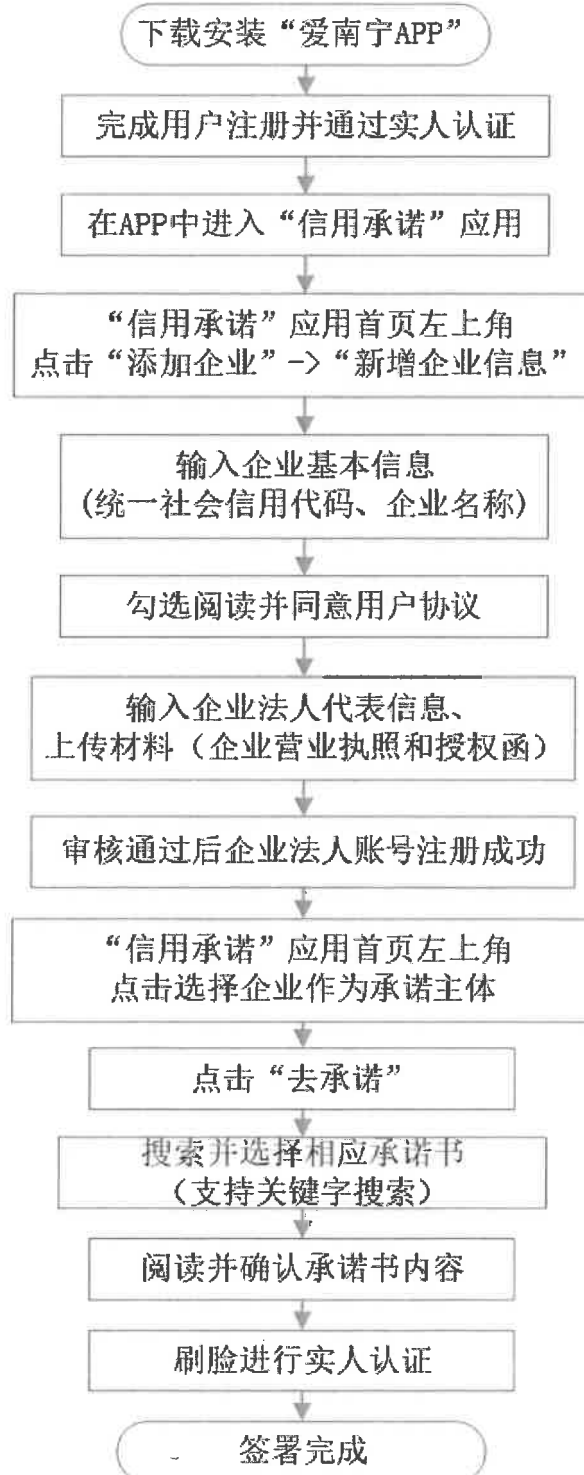 下载安装“爱南宁APP”
完成用户注册并通过实人认证
在APP中进入“信用承诺”应用
“信用承诺”应用首页左上角
点击“添加企业”->“新增企业信息”
输入企业基本信息
(统一社会信用代码、企业名称)
勾选阅读并同意用户协议
输入企业法人代表信息、
上传材料（企业营业执照和授权函）
审核通过后企业法人账号注册成功
“信用承诺”应用首页左上角
点击选择企业作为承诺主体
点击“去承诺”
搜索并选择相应承诺书
（支持关键字搜索）
阅读并确认承诺书内容
刷脸进行实人认证
签署完成